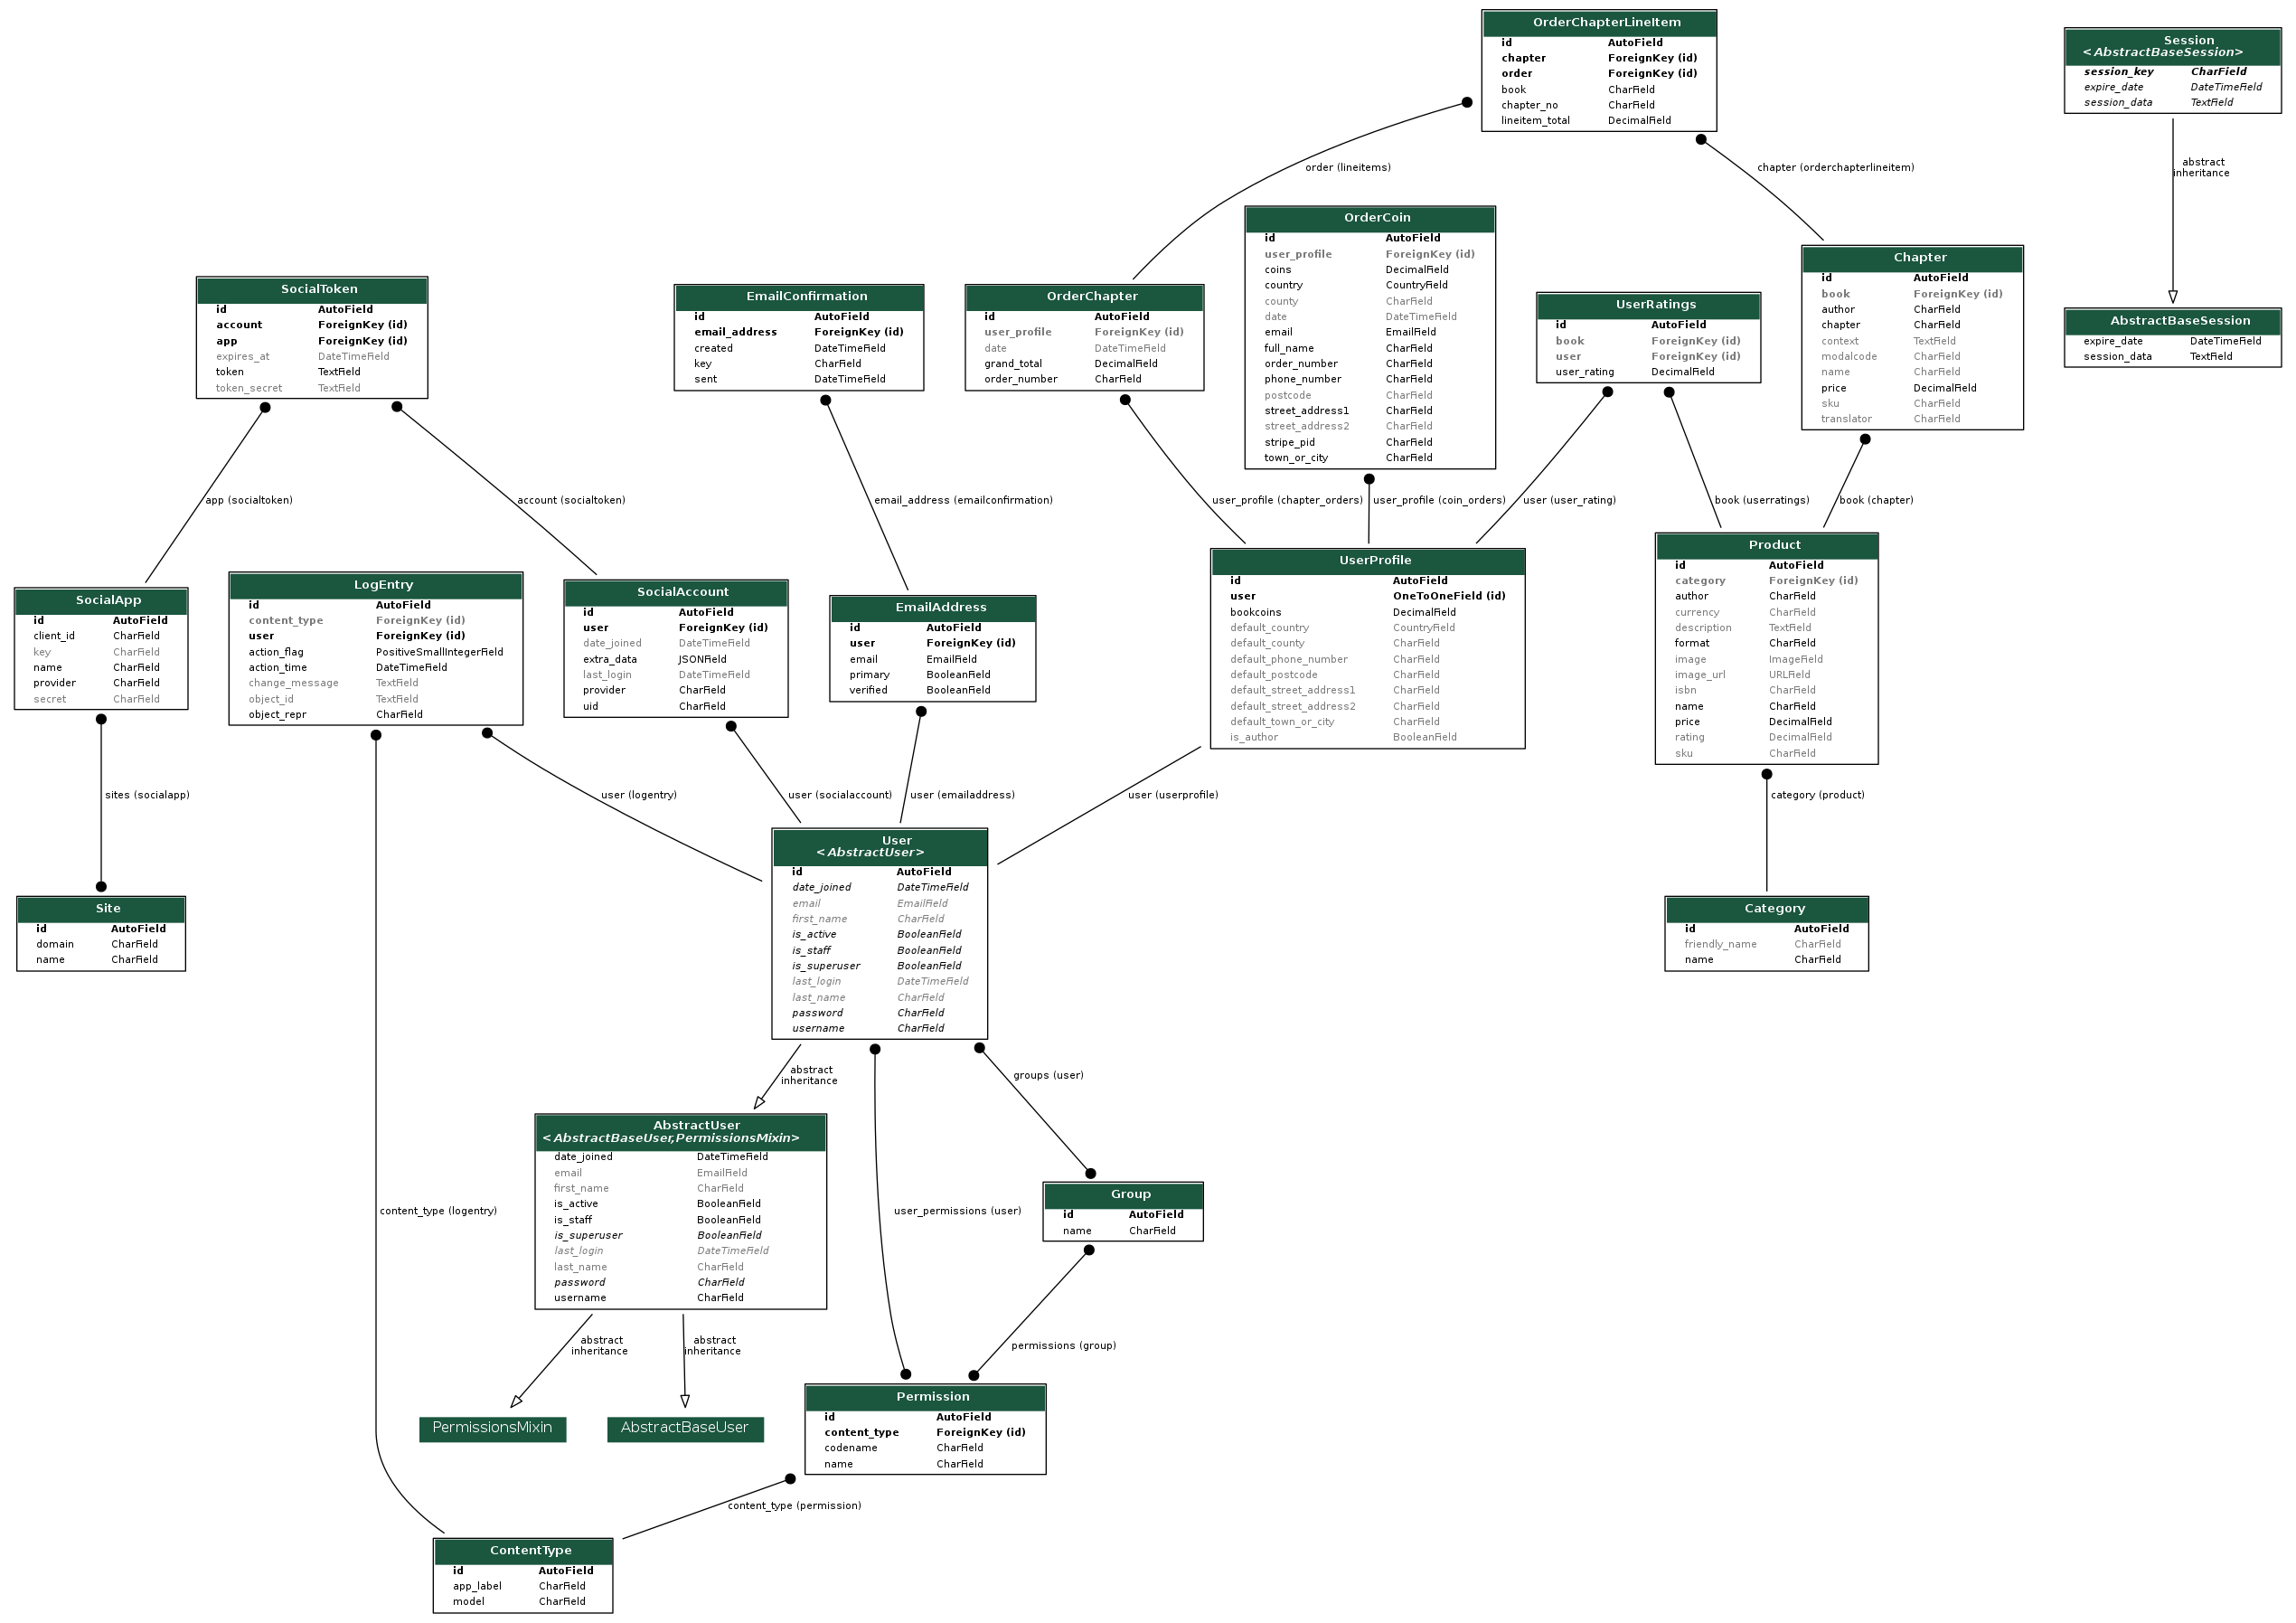 OrderChapterLineItem
id AutoField
chapter ForeignKey (id)
order ForeignKey (id)
book CharField
chapter_no CharField
lineitem_total DecimalField
Session
<AbstractBaseSession>
session_key CharField
expire_date DateTimeField
session_data TextField
order (lineitems)
chapter (orderchapterlineitem)
abstract
inheritance
OrderCoin
id AutoField
user_profile ForeignKey (id)
coins DecimalField
country CountryField
county CharField
date DateTimeField
email EmailField
full_name CharField
order_number CharField
phone_number CharField
postcode CharField
street_address1 CharField
street_address2 CharField
stripe_pid CharField
town_or_city CharField
Chapter
id AutoField
book ForeignKey (id)
author CharField
chapter CharField
context TextField
modalcode CharField
name CharField
price DecimalField
sku CharField
translator CharField
SocialToken
id AutoField
account ForeignKey (id)
app ForeignKey (id)
expires_at DateTimeField
token TextField
token_secret TextField
EmailConfirmation
id AutoField
email_address ForeignKey (id)
created DateTimeField
key CharField
sent DateTimeField
OrderChapter
id AutoField
user_profile ForeignKey (id)
date DateTimeField
grand_total DecimalField
order_number CharField
UserRatings
id AutoField
book ForeignKey (id)
user ForeignKey (id)
user_rating DecimalField
AbstractBaseSession
expire_date DateTimeField
session_data TextField
app (socialtoken)
account (socialtoken)
email_address (emailconfirmation)
user_profile (chapter_orders)
user_profile (coin_orders)
user (user_rating)
book (userratings)
book (chapter)
SocialApp
id AutoField
client_id CharField
key CharField
name CharField
provider CharField
secret CharField
LogEntry
id AutoField
content_type ForeignKey (id)
user ForeignKey (id)
action_flag PositiveSmallIntegerField
action_time DateTimeField
change_message TextField
object_id TextField
object_repr CharField
SocialAccount
id AutoField
user ForeignKey (id)
date_joined DateTimeField
extra_data JSONField
last_login DateTimeField
provider CharField
uid CharField
EmailAddress
id AutoField
user ForeignKey (id)
email EmailField
primary BooleanField
verified BooleanField
UserProfile
id AutoField
user OneToOneField (id)
bookcoins DecimalField
default_country CountryField
default_county CharField
default_phone_number CharField
default_postcode CharField
default_street_address1 CharField
default_street_address2 CharField
default_town_or_city CharField
is_author BooleanField
Product
id AutoField
category ForeignKey (id)
author CharField
currency CharField
description TextField
format CharField
image ImageField
image_url URLField
isbn CharField
name CharField
price DecimalField
rating DecimalField
sku CharField
sites (socialapp)
user (logentry)
user (socialaccount)
user (emailaddress)
user (userprofile)
category (product)
Site
id AutoField
domain CharField
name CharField
User
<AbstractUser>
id AutoField
date_joined DateTimeField
email EmailField
first_name CharField
is_active BooleanField
is_staff BooleanField
is_superuser BooleanField
last_login DateTimeField
last_name CharField
password CharField
username CharField
Category
id AutoField
friendly_name CharField
name CharField
abstract
inheritance
groups (user)
AbstractUser
<AbstractBaseUser,PermissionsMixin>
date_joined DateTimeField
email EmailField
first_name CharField
is_active BooleanField
is_staff BooleanField
is_superuser BooleanField
last_login DateTimeField
last_name CharField
password CharField
username CharField
content_type (logentry)
user_permissions (user)
Group
id AutoField
name CharField
abstract
inheritance
abstract
inheritance
permissions (group)
PermissionsMixin
AbstractBaseUser
Permission
id AutoField
content_type ForeignKey (id)
codename CharField
name CharField
content_type (permission)
ContentType
id AutoField
app_label CharField
model CharField